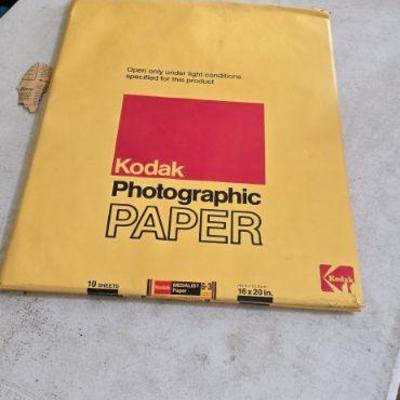 Open only under light conditions
specified for this product
Kodak
Photographic
PAPER
Kodak
10 SHEETS
Kodak
MEDALIST
Paper
G-3
16 x 20 in.